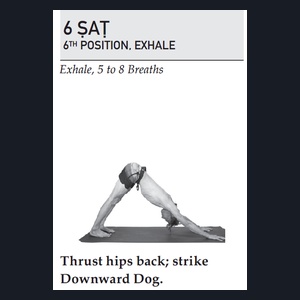 6 ṢAṬ
6TH POSITION, EXHALE
Exhale, 5 to 8 Breaths
Thrust hips back; strike
Downward Dog.